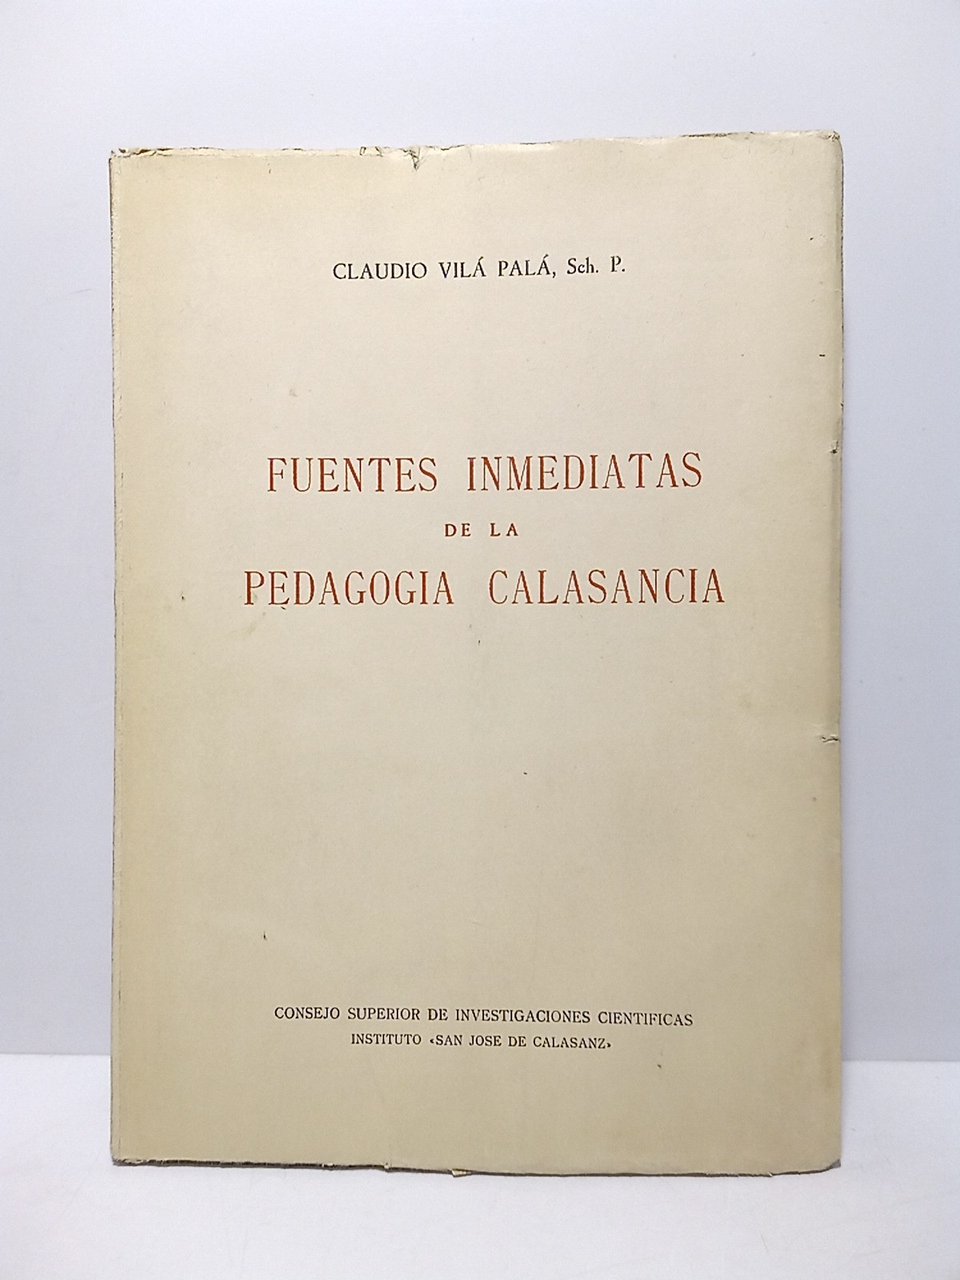 CLAUDIO VILÁ PALÁ, Sch. P.
FUENTES INMEDIATAS
DE LA
PEDAGOGIA CALASANCIA
CONSEJO SUPERIOR DE INVESTIGACIONES CIENTIFICAS
INSTITUTO «SAN JOSE DE CALASANZ»